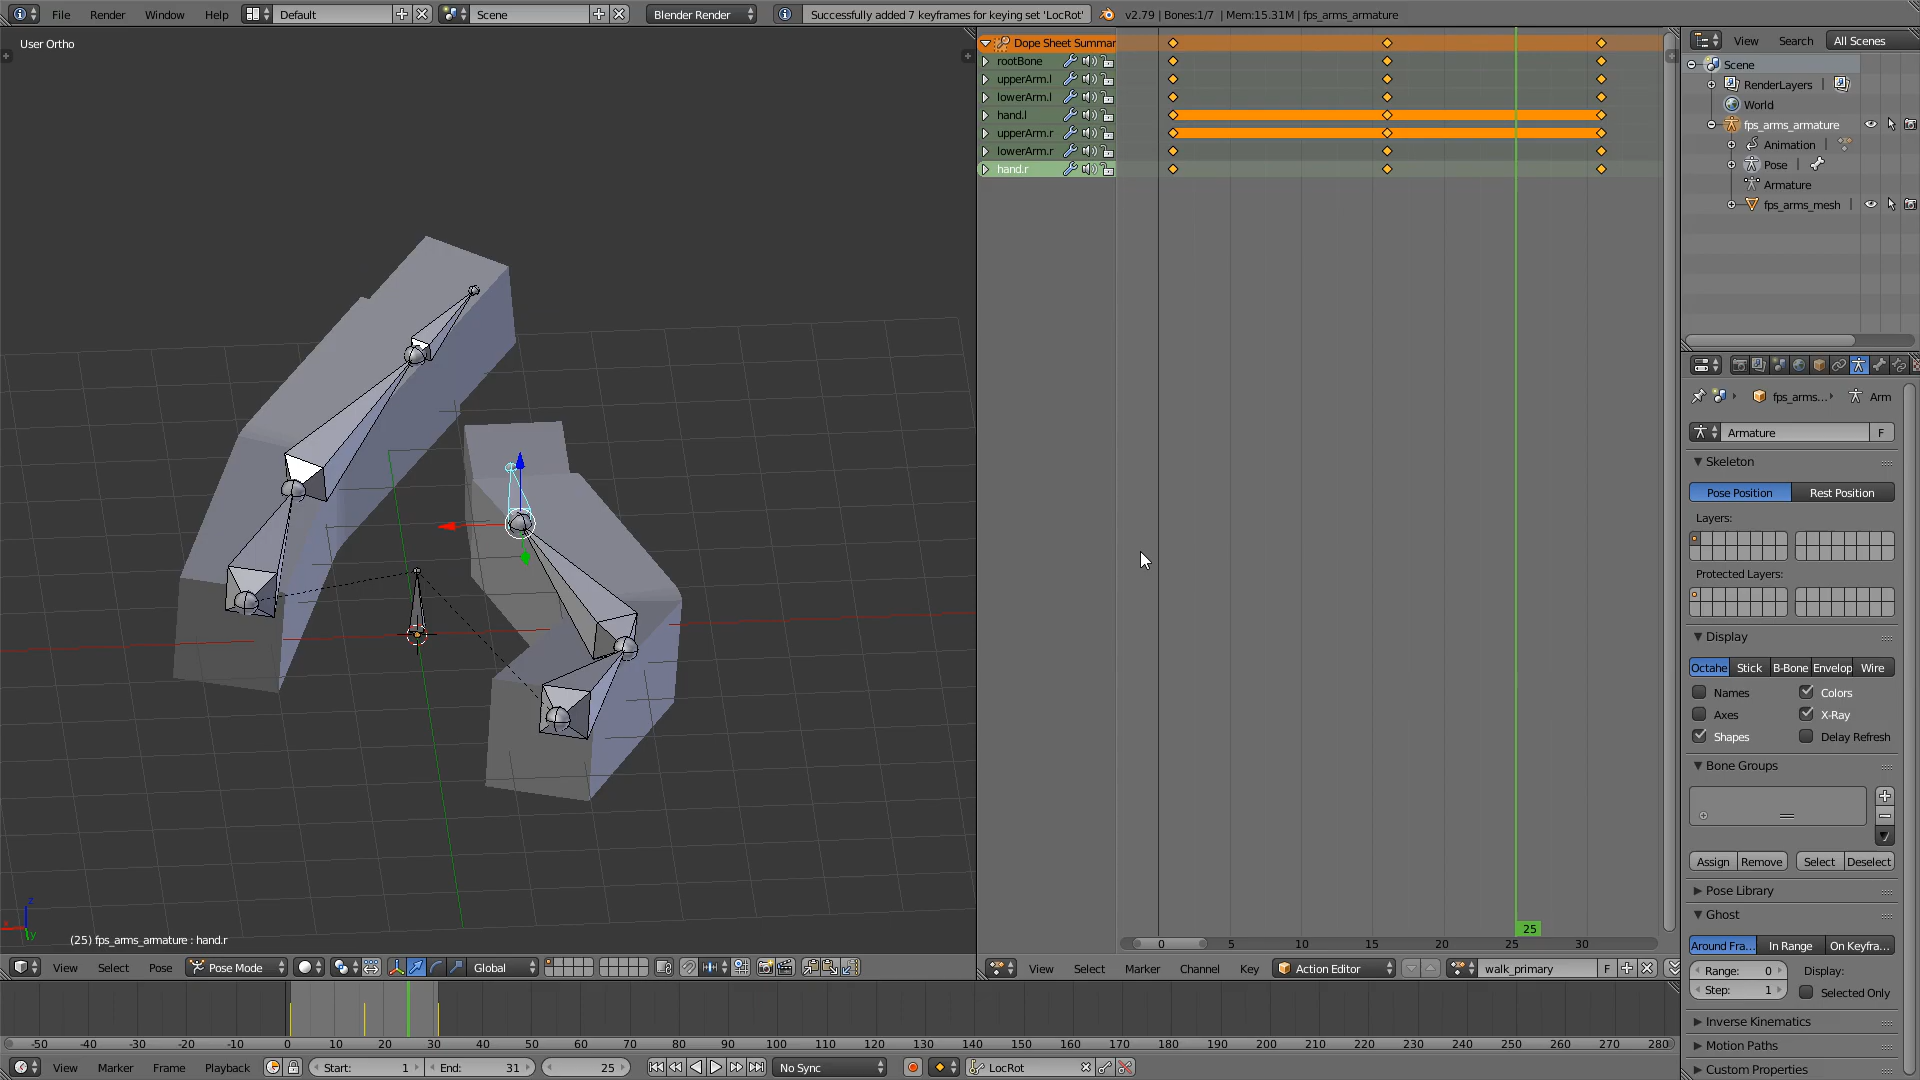 File Render Window Help Default Scene Blender Render Successfully added 7 keyframes for keying set 'LocRot' v2.79 | Bones:1/7 | Mem:15.31M | fps_arms_armature
User Ortho
(25) fps_arms_armature : hand.r
View Select Pose Pose Mode Global
Dope Sheet Summar
rootBone
upperArm.l
lowerArm.l
hand.l
upperArm.r
lowerArm.r
hand.r
25
0 5 10 15 20 25 30
View Select Marker Channel Key Action Editor walk_primary F
View Search All Scenes
Scene
RenderLayers
World
fps_arms_armature
Animation
Pose
Armature
fps_arms_mesh
fps_arms... Arm
Armature F
Skeleton
Pose Position Rest Position
Layers:
Protected Layers:
Display
Octahe Stick B-Bone Envelop Wire
Names Colors
Axes X-Ray
Shapes Delay Refresh
Bone Groups
Assign Remove Select Deselect
Pose Library
Ghost
Around Fra... In Range On Keyfra...
Range: 0 Display:
Step: 1 Selected Only
Inverse Kinematics
Motion Paths
Custom Properties
-50 -40 -30 -20 -10 0 10 20 30 40 50 60 70 80 90 100 110 120 130 140 150 160 170 180 190 200 210 220 230 240 250 260 270 280
View Marker Frame Playback Start: 1 End: 31 25 No Sync LocRot